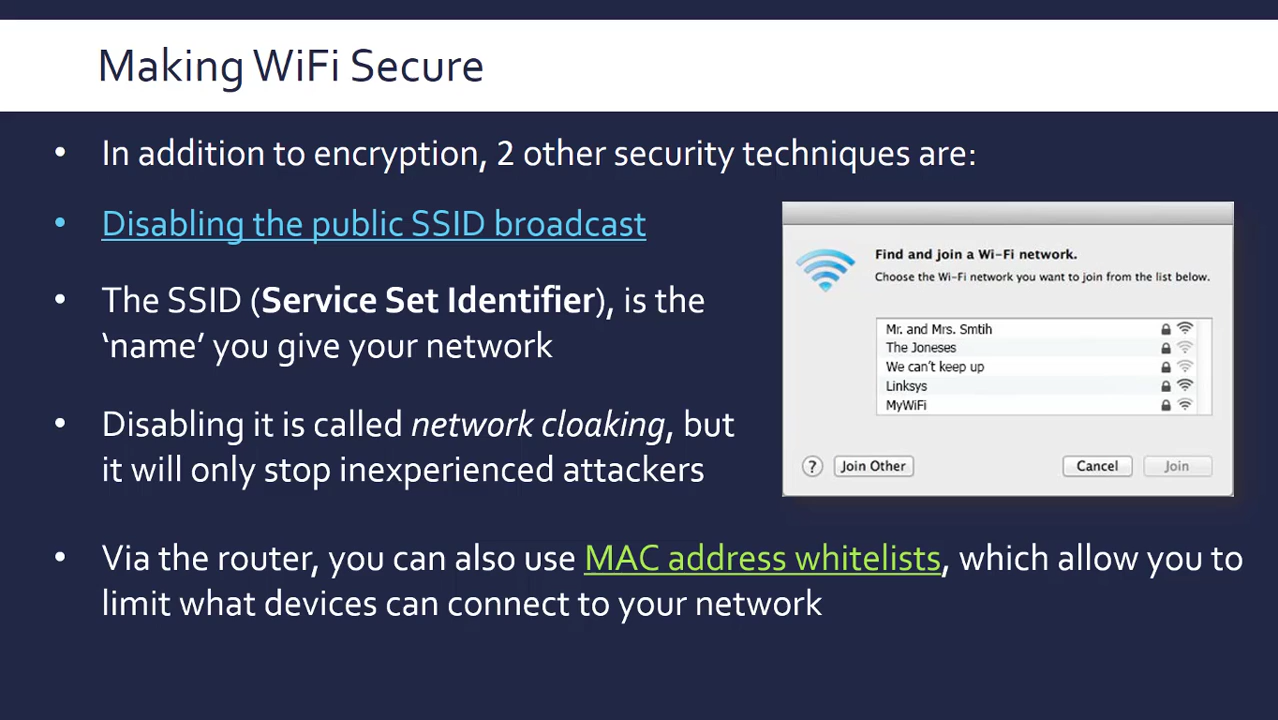 Making WiFi Secure
• In addition to encryption, 2 other security techniques are:
• Disabling the public SSID broadcast
• The SSID (Service Set Identifier), is the
‘name’ you give your network
• Disabling it is called network cloaking, but
it will only stop inexperienced attackers
• Via the router, you can also use MAC address whitelists, which allow you to
limit what devices can connect to your network
Find and join a Wi-Fi network.
Choose the Wi-Fi network you want to join from the list below.
Mr. and Mrs. Smtih
The Joneses
We can't keep up
Linksys
MyWiFi
? Join Other Cancel Join